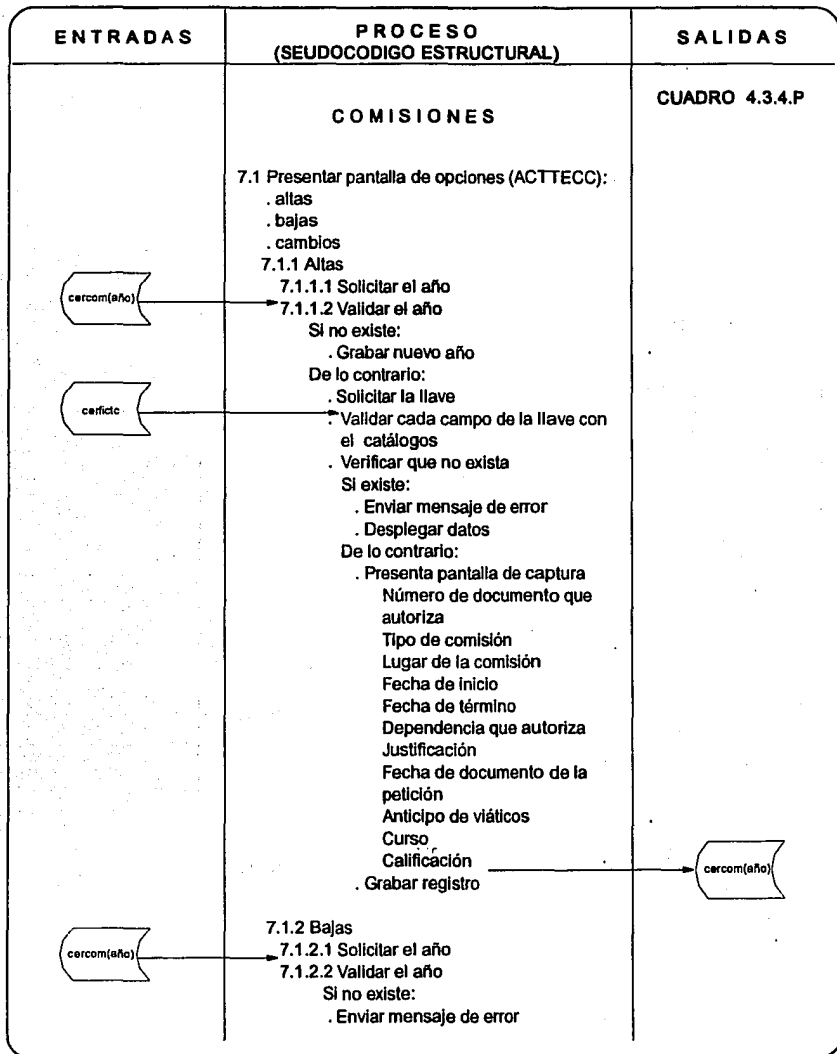 ENTRADAS
PROCESO
(SEUDOCODIGO ESTRUCTURAL)
SALIDAS
CUADRO 4.3.4.P
COMISIONES
7.1 Presentar pantalla de opciones (ACTTECC):
. altas
. bajas
. cambios
7.1.1 Altas
7.1.1.1 Solicitar el año
cercom(año)
7.1.1.2 Validar el año
Si no existe:
. Grabar nuevo año
De lo contrario:
. Solicitar la llave
cerfictc
. Validar cada campo de la llave con
el catálogos
. Verificar que no exista
Si existe:
. Enviar mensaje de error
. Desplegar datos
De lo contrario:
. Presenta pantalla de captura
Número de documento que
autoriza
Tipo de comisión
Lugar de la comisión
Fecha de inicio
Fecha de término
Dependencia que autoriza
Justificación
Fecha de documento de la
petición
Anticipo de viáticos
Curso
Calificación
cercom(año)
. Grabar registro
7.1.2 Bajas
cercom(año)
7.1.2.1 Solicitar el año
7.1.2.2 Validar el año
Si no existe:
. Enviar mensaje de error